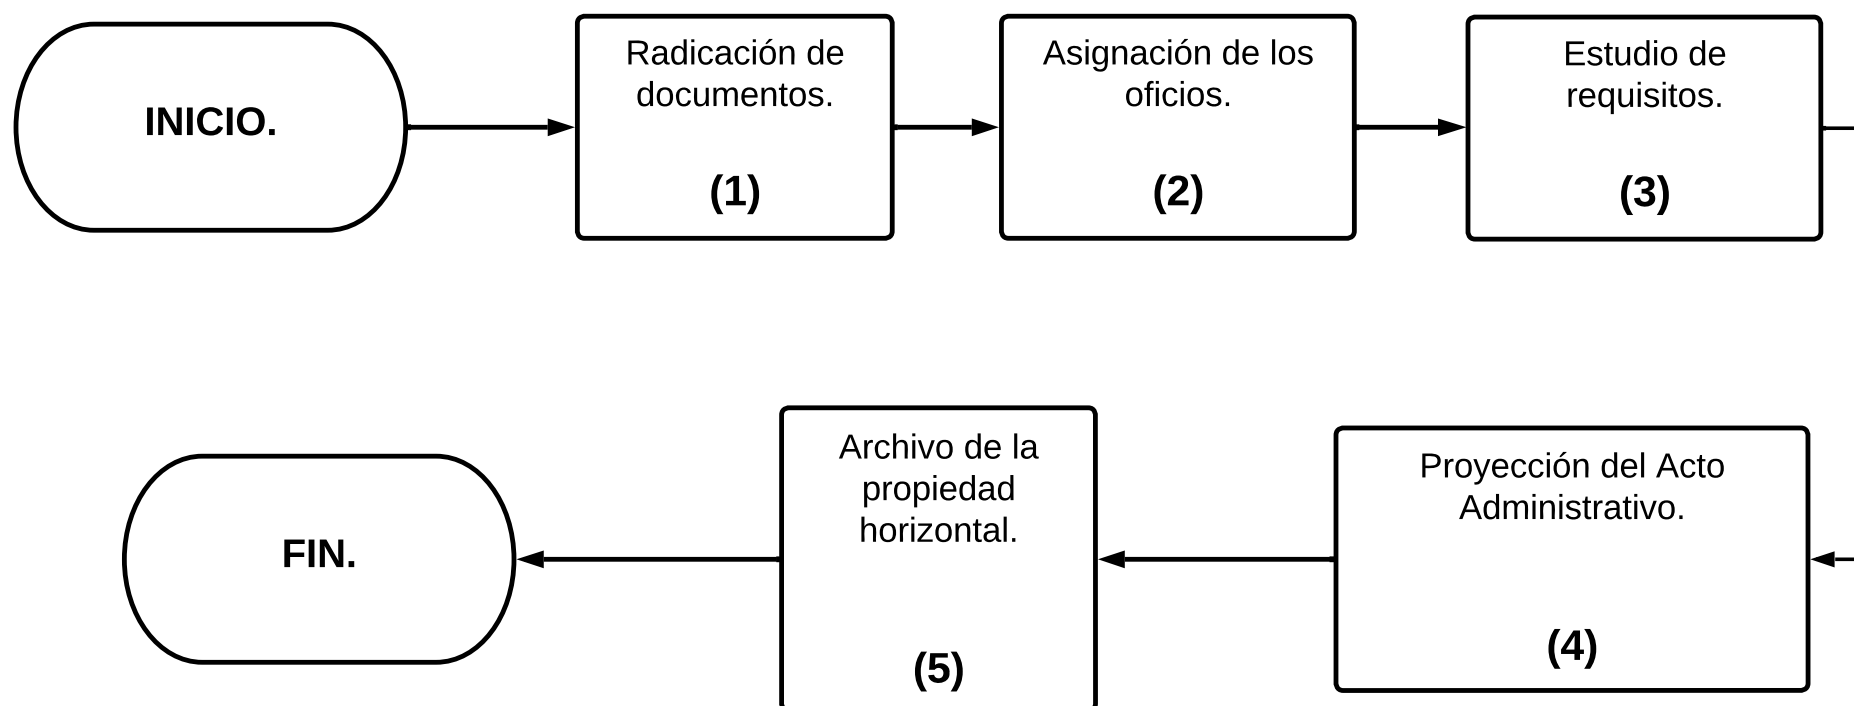 INICIO.
Radicación de
documentos.
(1)
Asignación de los
oficios.
(2)
Estudio de
requisitos.
(3)
Proyección del Acto
Administrativo.
(4)
Archivo de la
propiedad
horizontal.
(5)
FIN.